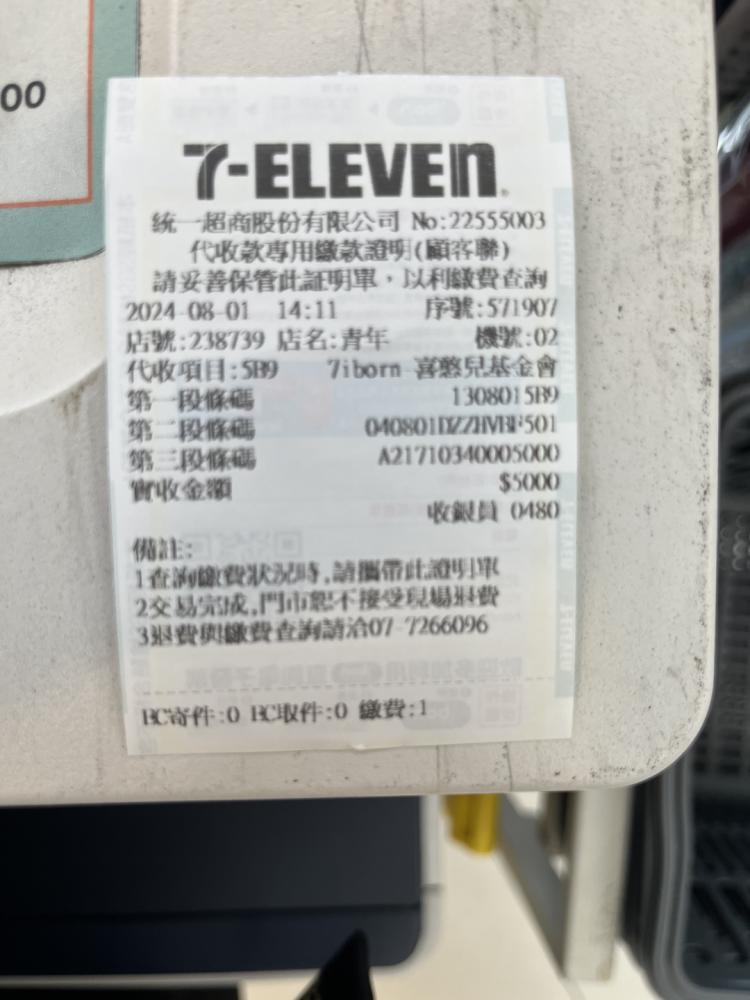 00
7-ELEVEN
統一超商股份有限公司 No:22555003
代收款專用繳款證明(顧客聯)
請妥善保管此証明單,以利繳費查詢
2024-08-01 14:11 序號:571907
店號:238739 店名:青年 機號:02
代收項目:5B9 7iborn 喜憨兒基金會
第一段條碼 1308015B9
第二段條碼
第三段條碼 A21710340005000
實收金額 $5000
收銀員 0480
備註:
1查詢繳費狀況時,請攜帶此證明單
2交易完成,門市恕不接受現場退費
3退費與繳費查詢請洽07-7266096
EC寄件:0 EC取件:0 繳費:1